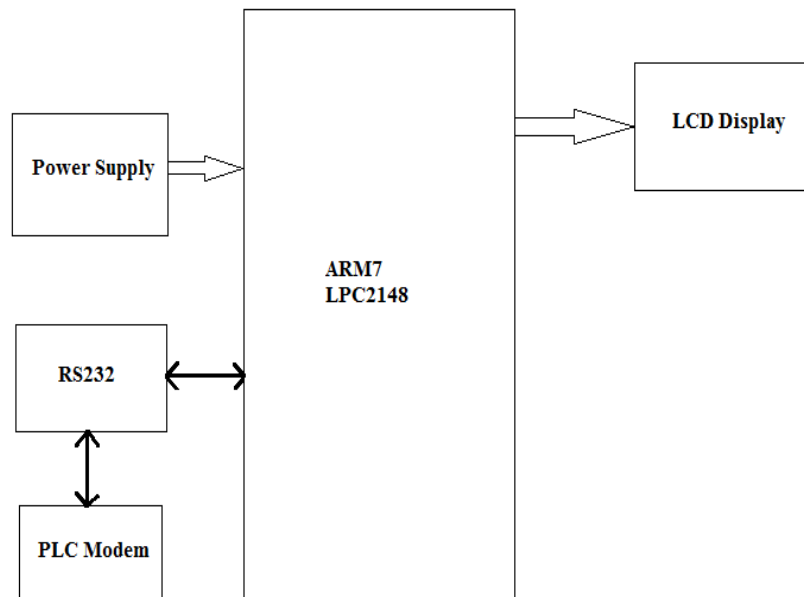 Power Supply
LCD Display
ARM7
LPC2148
RS232
PLC Modem